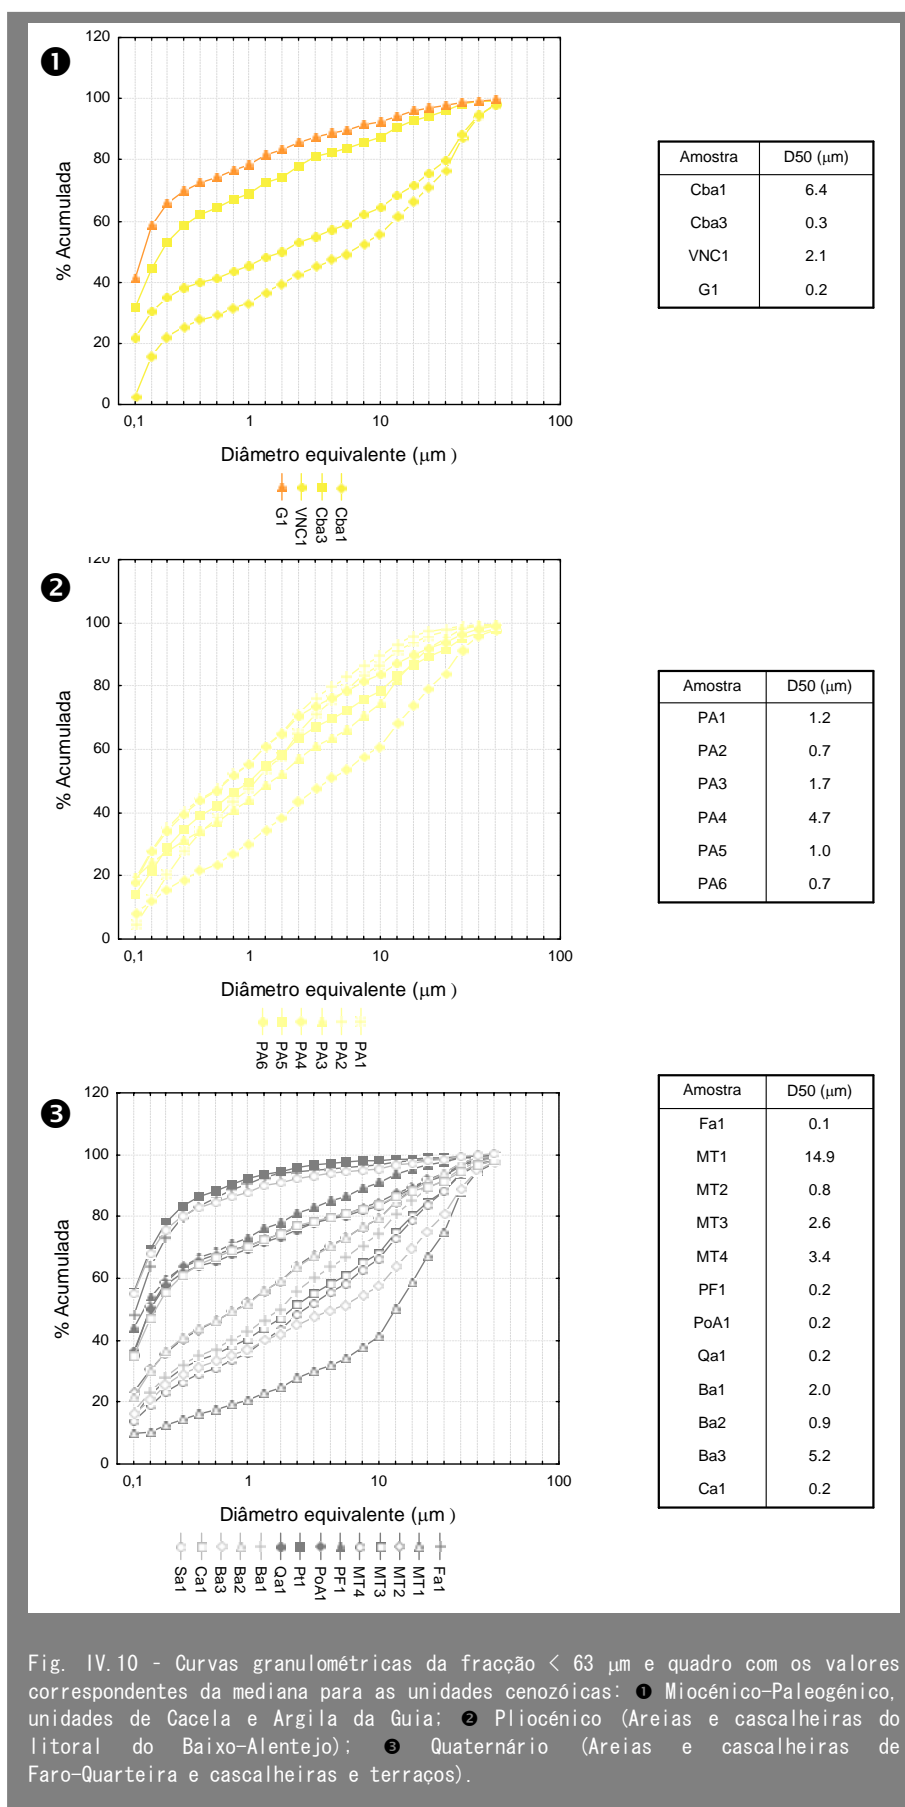 ❶
120
100
80
60
40
20
0
% Acumulada
0,1
1
10
100
Diâmetro equivalente (μm )
G1
VNC1
Cba3
Cba1
Amostra D50 (μm)
Cba1 6.4
Cba3 0.3
VNC1 2.1
G1 0.2
❷
120
100
80
60
40
20
0
% Acumulada
0,1
1
10
100
Diâmetro equivalente (μm )
PA6
PA5
PA4
PA3
PA2
PA1
Amostra D50 (μm)
PA1 1.2
PA2 0.7
PA3 1.7
PA4 4.7
PA5 1.0
PA6 0.7
❸
120
100
80
60
40
20
0
% Acumulada
0,1
1
10
100
Diâmetro equivalente (μm )
Sa1
Ca1
Ba3
Ba2
Ba1
Qa1
Pt1
PoA1
PF1
MT4
MT3
MT2
MT1
Fa1
Amostra D50 (μm)
Fa1 0.1
MT1 14.9
MT2 0.8
MT3 2.6
MT4 3.4
PF1 0.2
PoA1 0.2
Qa1 0.2
Ba1 2.0
Ba2 0.9
Ba3 5.2
Ca1 0.2
Fig. IV.10 - Curvas granulométricas da fracção < 63 μm e quadro com os valores
correspondentes da mediana para as unidades cenozóicas: ❶ Miocénico-Paleogénico,
unidades de Cacela e Argila da Guia; ❷ Pliocénico (Areias e cascalheiras do
litoral do Baixo-Alentejo); ❸ Quaternário (Areias e cascalheiras de
Faro-Quarteira e cascalheiras e terraços).